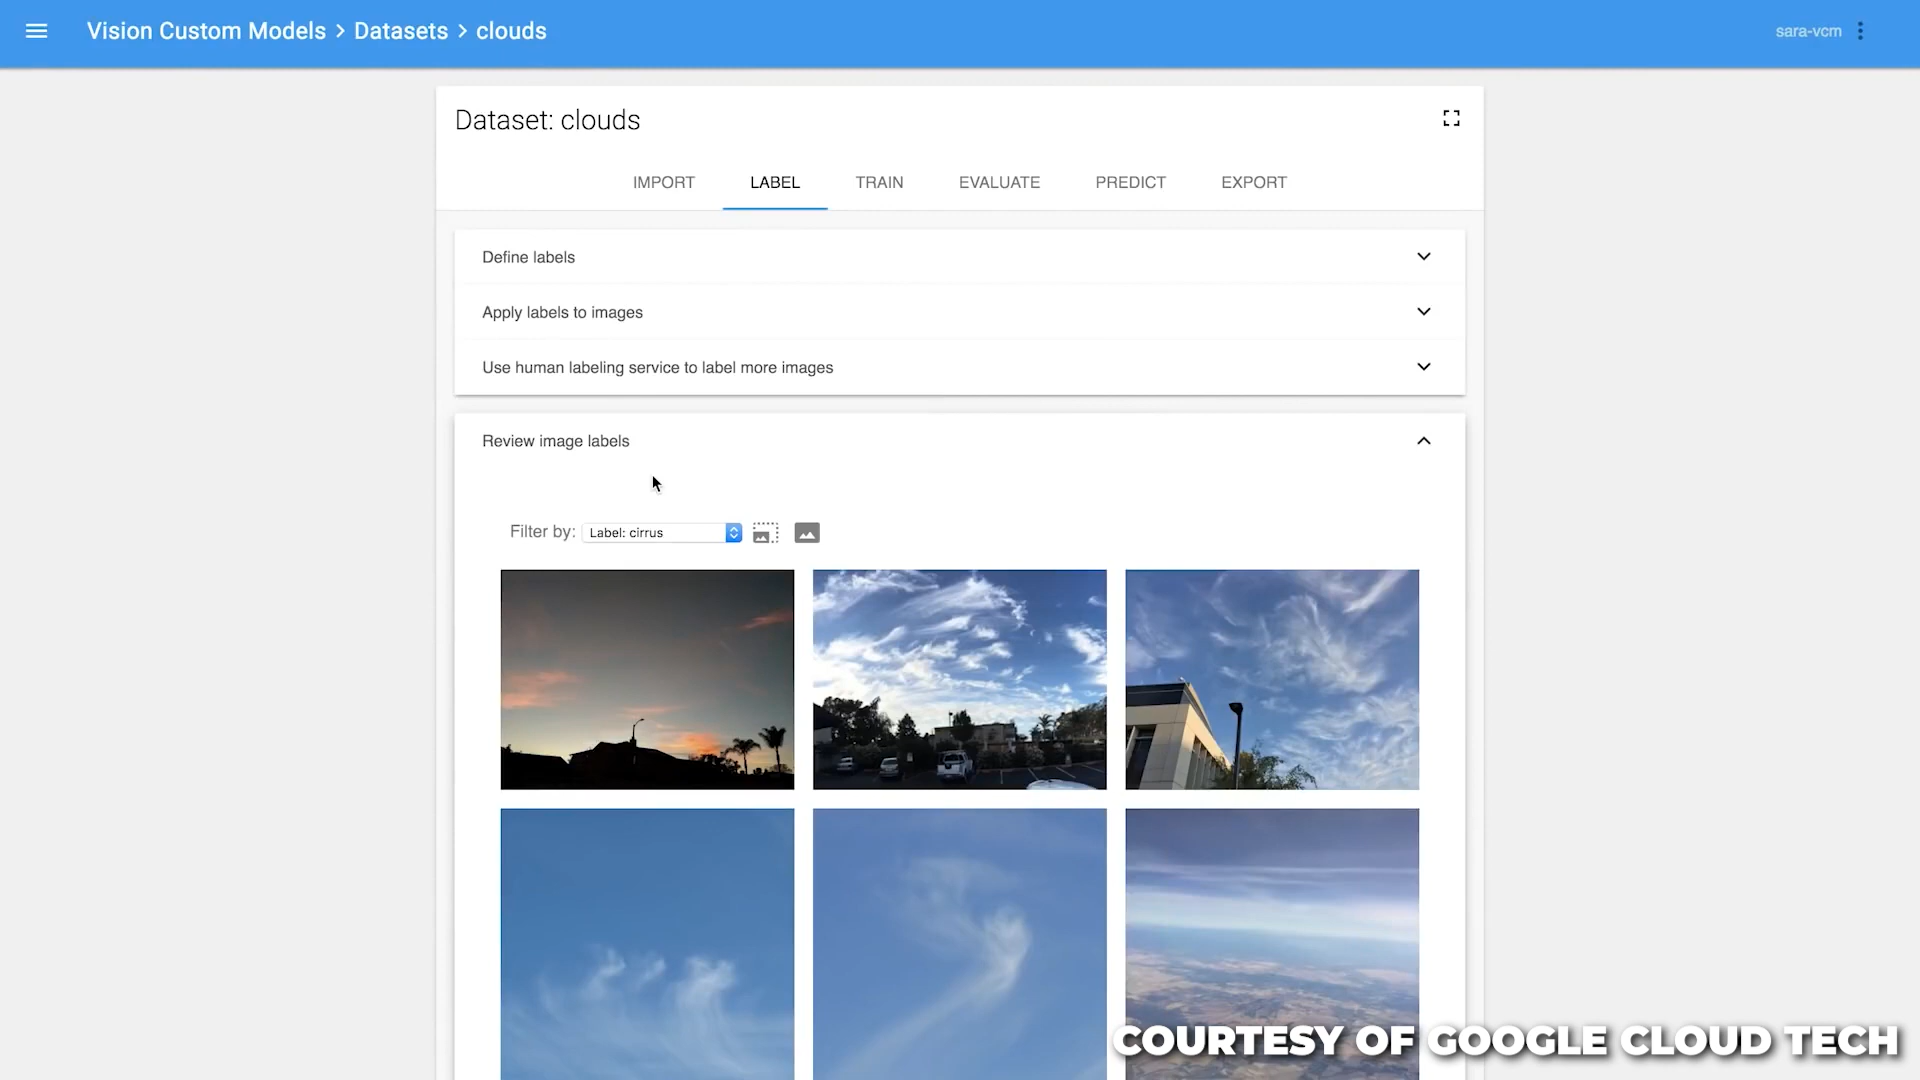 Vision Custom Models > Datasets > clouds
sara-vcm
Dataset: clouds
IMPORT LABEL TRAIN EVALUATE PREDICT EXPORT
Define labels
Apply labels to images
Use human labeling service to label more images
Review image labels
Filter by: Label: cirrus
COURTESY OF GOOGLE CLOUD TECH